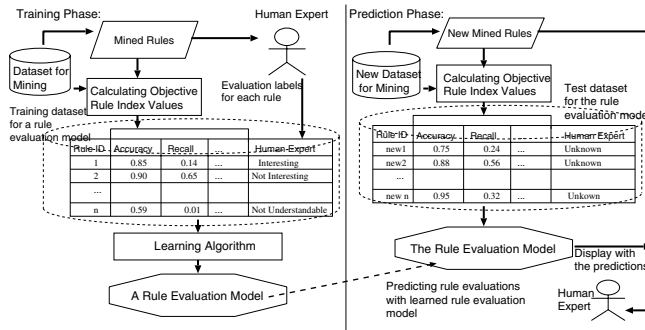 Training Phase:
Mined Rules
Human Expert
Dataset for
Mining
Calculating Objective
Rule Index Values
Evaluation labels
for each rule
Training dataset
for a rule
evaluation model
Rule ID Accuracy Recall ... Human Expert
1 0.85 0.14 ... Interesting
2 0.90 0.65 ... Not Interesting
...
n 0.59 0.01 ... Not Understandable
Learning Algorithm
A Rule Evaluation Model
Prediction Phase:
New Mined Rules
New Dataset
for Mining
Calculating Objective
Rule Index Values
Test dataset
for the rule
evaluation model
Rule ID Accuracy Recall ... Human Expert
new1 0.75 0.24 ... Unknown
new2 0.88 0.56 ... Unknown
...
new n 0.95 0.32 ... Unkown
The Rule Evaluation Model
Display with
the predictions
Predicting rule evaluations
with learned rule evaluation
model
Human
Expert